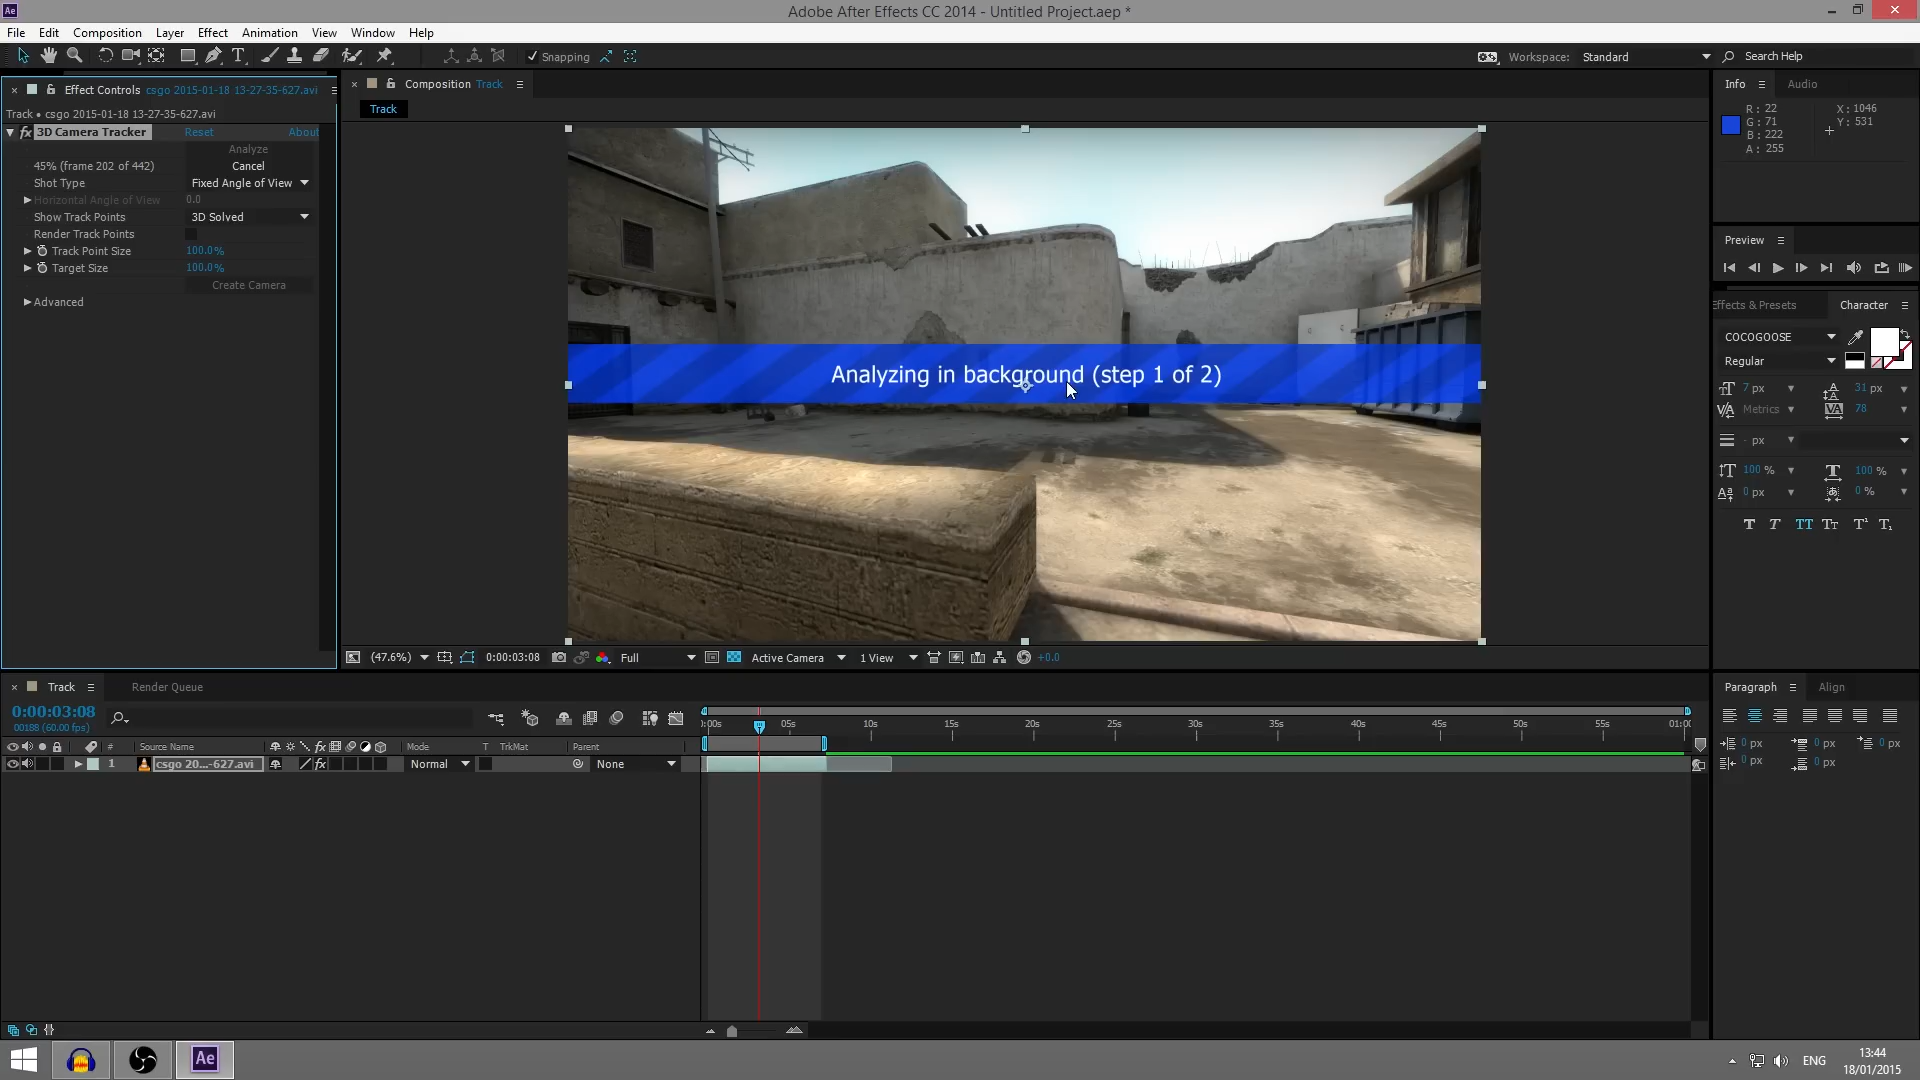 Adobe After Effects CC 2014 - Untitled Project.aep *
File Edit Composition Layer Effect Animation View Window Help
Snapping
Workspace: Standard
Search Help
Effect Controls csgo 2015-01-18 13-27-35-627.avi
Track • csgo 2015-01-18 13-27-35-627.avi
fx 3D Camera Tracker Reset About
Analyze
45% (frame 202 of 442) Cancel
Shot Type Fixed Angle of View
Horizontal Angle of View 0.0
Show Track Points 3D Solved
Render Track Points
Track Point Size 100.0%
Target Size 100.0%
Create Camera
Advanced
Composition Track
Track
Analyzing in background (step 1 of 2)
(47.6%) 0:00:03:08 Full Active Camera 1 View +0.0
Info Audio
R: 22 X: 1046
G: 71 Y: 531
B: 222
A: 255
Preview
Effects & Presets Character
COCOGOOSE
Regular
7 px 31 px
Metrics 78
- px
100 % 100 %
0 px 0 %
Track Render Queue
0:00:03:08
00188 (60.00 fps)
# Source Name Mode T TrkMat Parent
1 csgo 20...-627.avi Normal None
):00s 05s 10s 15s 20s 25s 30s 35s 40s 45s 50s 55s 01:0(
Paragraph Align
0 px 0 px 0 px
0 px 0 px
Ae
ENG
13:44
18/01/2015